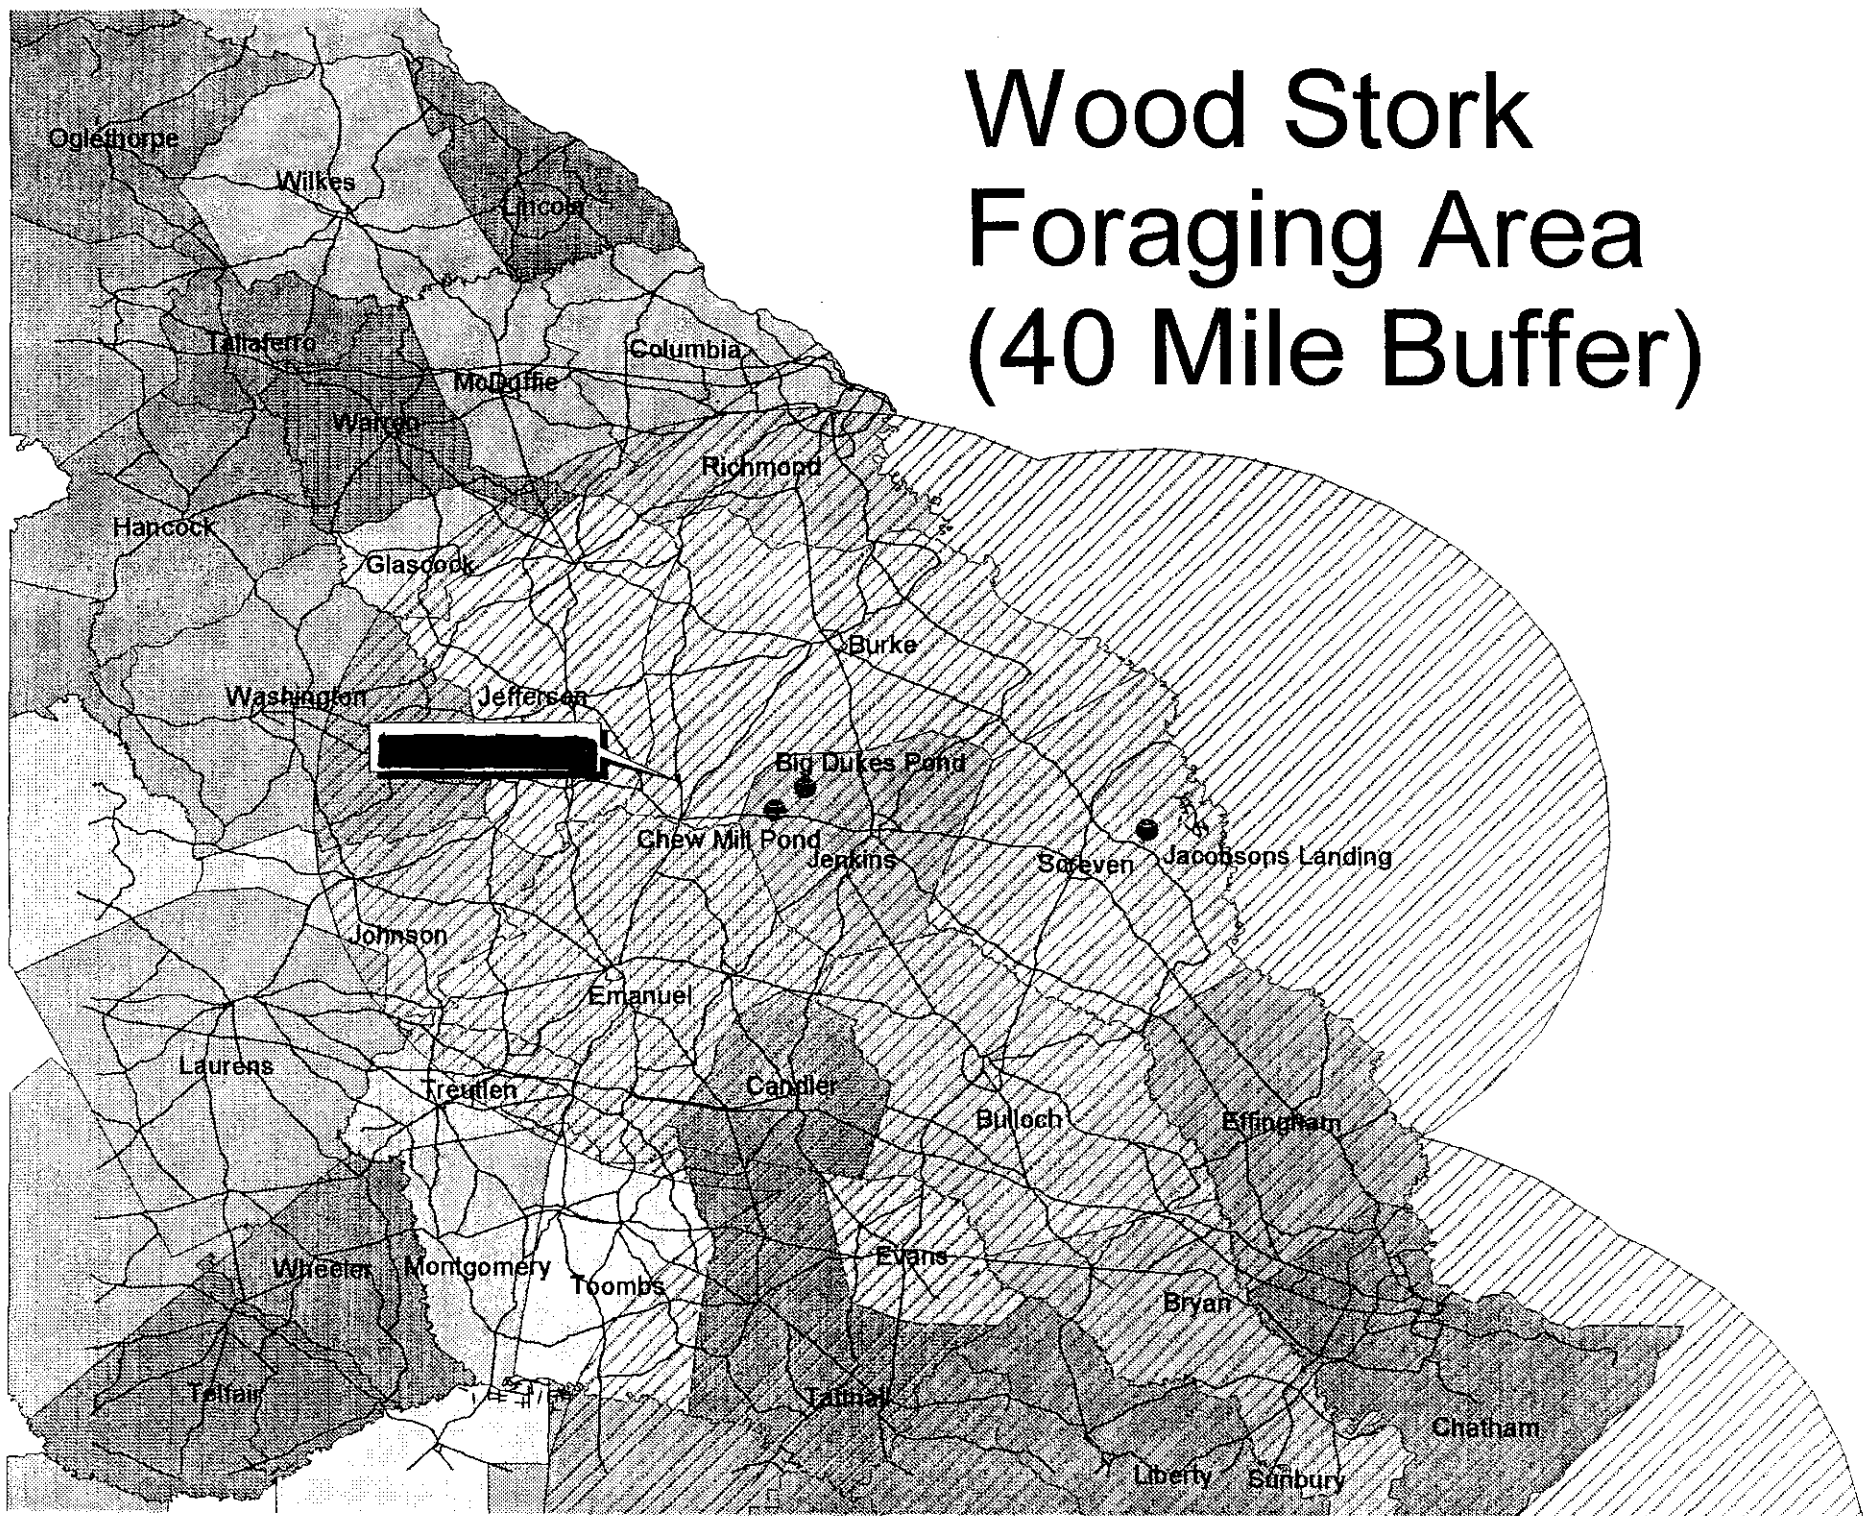 Wood Stork
Foraging Area
(40 Mile Buffer)
Oglethorpe
Wilkes
Lincoln
Taliaferro
Columbia
McDuffie
Warren
Richmond
Hancock
Glascock
Burke
Washington
Jefferson
Big Dukes Pond
Chew Mill Pond
Jenkins
Screven
Jacobsons Landing
Johnson
Emanuel
Laurens
Treutlen
Candler
Bulloch
Effingham
Evans
Wheeler
Montgomery
Toombs
Bryan
Telfair
Tattnall
Chatham
Liberty
Sunbury